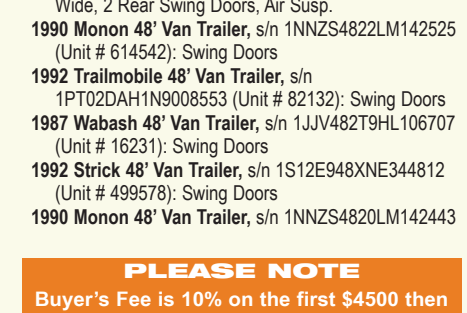 Wide, 2 Rear Swing Doors, Air Susp.
1990 Monon 48' Van Trailer, s/n 1NNZS4822LM142525
(Unit # 614542): Swing Doors
1992 Trailmobile 48' Van Trailer, s/n
1PT02DAH1N9008553 (Unit # 82132): Swing Doors
1987 Wabash 48' Van Trailer, s/n 1JJV482T9HL106707
(Unit # 16231): Swing Doors
1992 Strick 48' Van Trailer, s/n 1S12E948XNE344812
(Unit # 499578): Swing Doors
1990 Monon 48' Van Trailer, s/n 1NNZS4820LM142443
PLEASE NOTE
Buyer's Fee is 10% on the first $4500 then